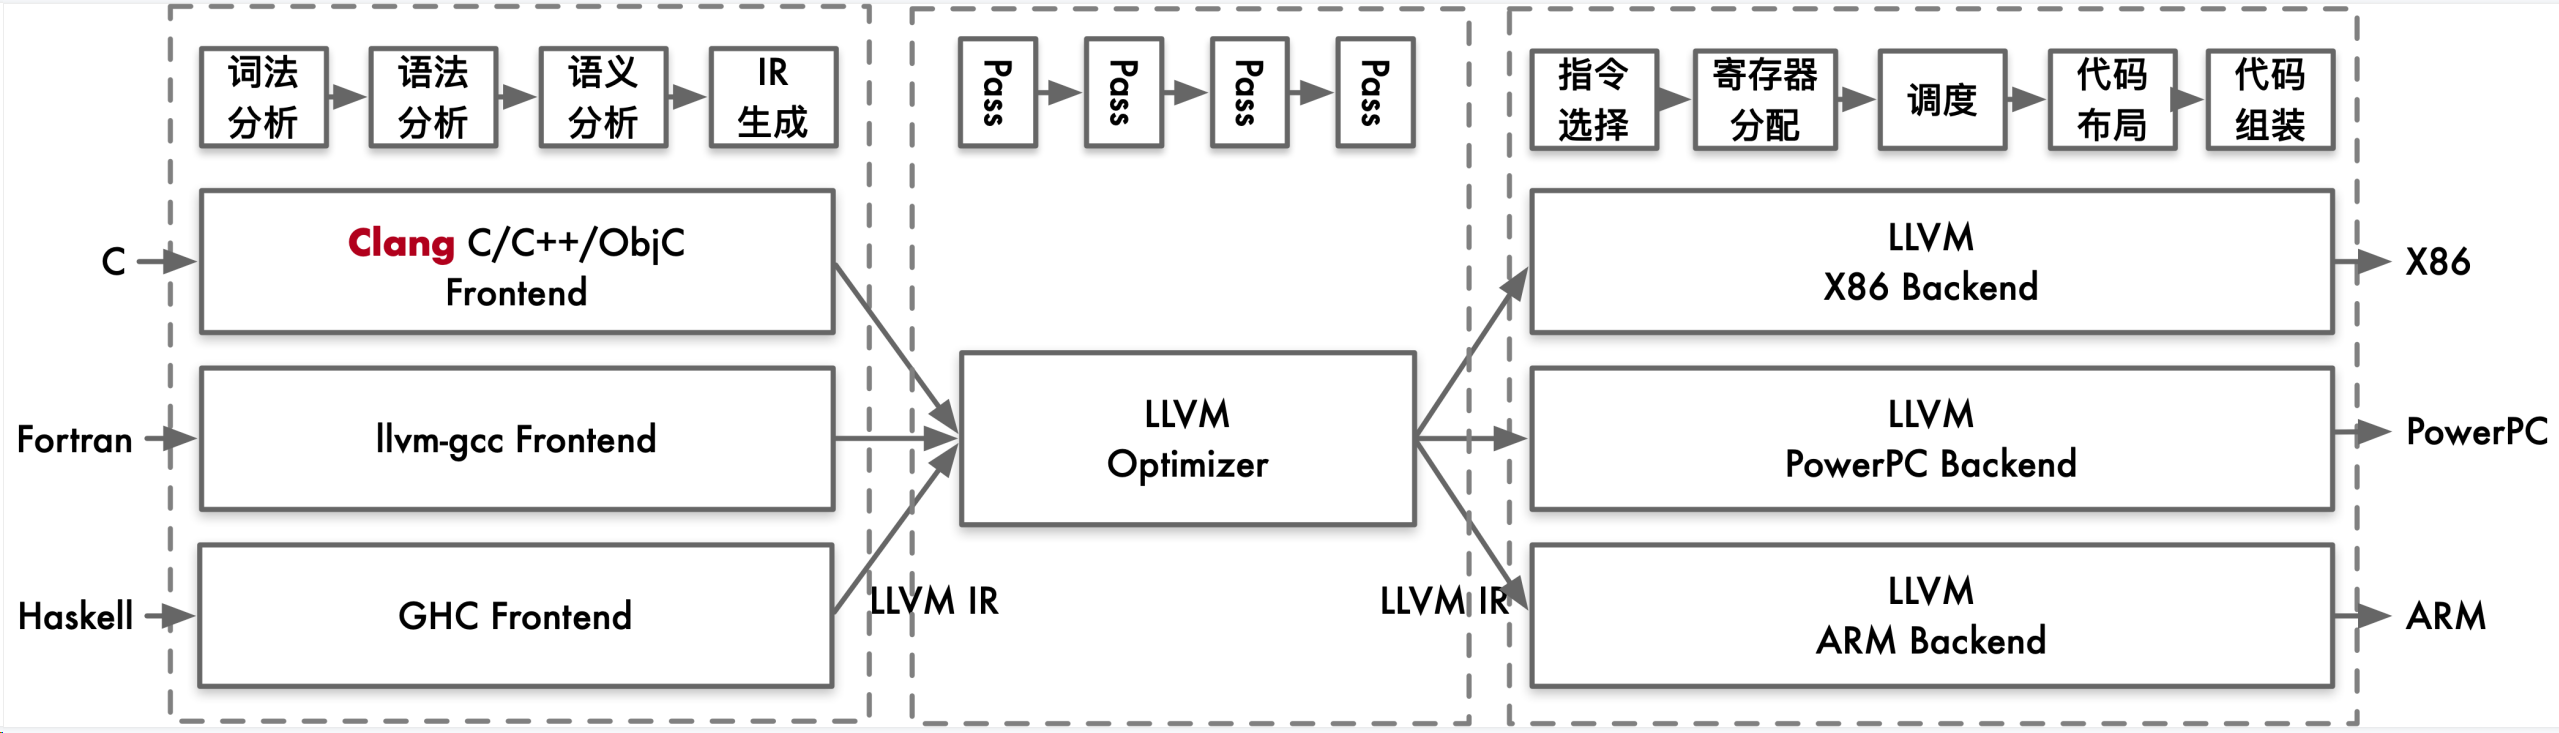 词法
分析
语法
分析
语义
分析
IR
生成
Pass
Pass
Pass
Pass
指令
选择
寄存器
分配
调度
代码
布局
代码
组装
C
Clang C/C++/ObjC
Frontend
Fortran
llvm-gcc Frontend
Haskell
GHC Frontend
LLVM IR
LLVM
Optimizer
LLVM IR
LLVM
X86 Backend
X86
LLVM
PowerPC Backend
PowerPC
LLVM
ARM Backend
ARM